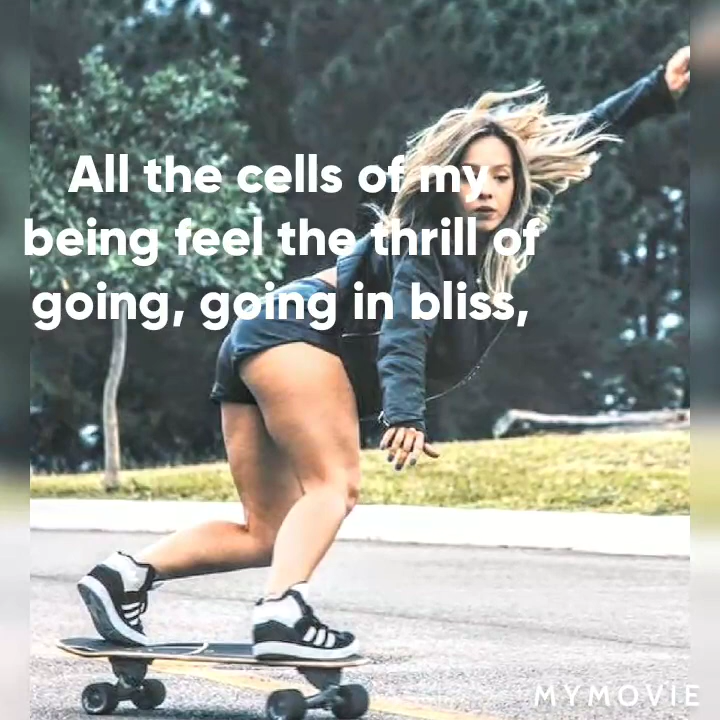 All the cells of my
being feel the thrill of
going, going in bliss,
MYMOVIE